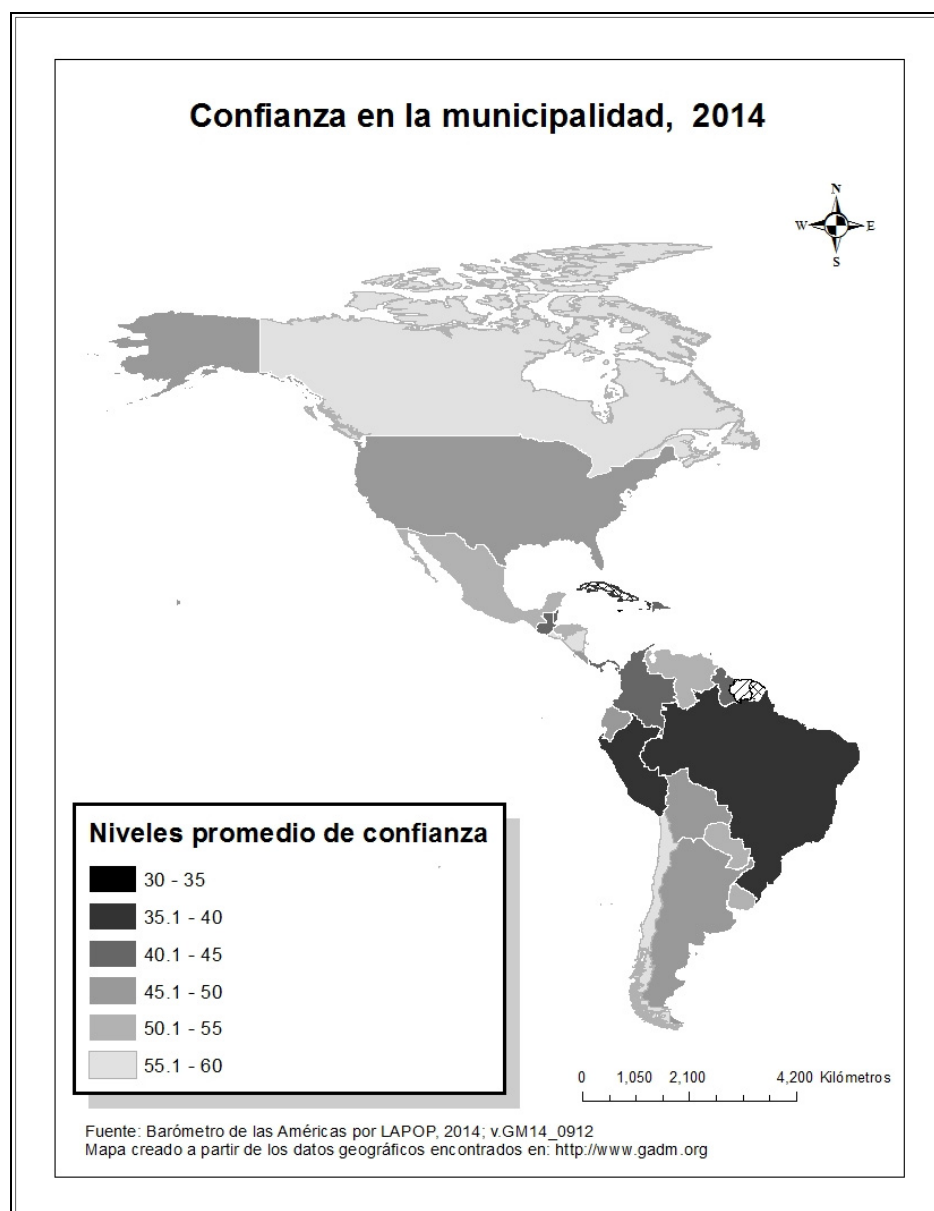 Confianza en la municipalidad, 2014
N
W E
S
Niveles promedio de confianza
30 - 35
35.1 - 40
40.1 - 45
45.1 - 50
50.1 - 55
55.1 - 60
0 1,050 2,100 4,200 Kilómetros
Fuente: Barómetro de las Américas por LAPOP, 2014; v.GM14_0912
Mapa creado a partir de los datos geográficos encontrados en: http://www.gadm.org